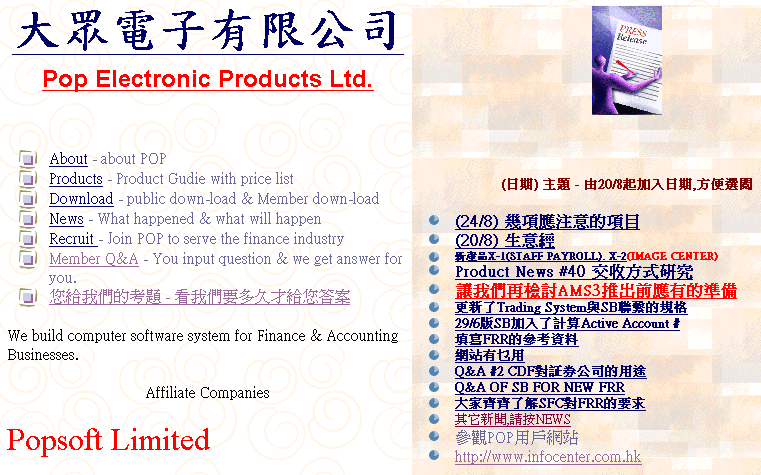 大眾電子有限公司
Pop Electronic Products Ltd.
About - about POP
Products - Product Gudie with price list
Download - public down-load & Member down-load
News - What happened & what will happen
Recruit - Join POP to serve the finance industry
Member Q&A - You input question & we get answer for
you.
您給我們的考題 - 看我們要多久才給您答案
We build computer software system for Finance & Accounting
Businesses.
Affiliate Companies
Popsoft Limited
PRESS
Release
(日期) 主題 - 由20/8起加入日期,方便選閱
(24/8) 幾項應注意的項目
(20/8) 生意經
新產品X-1(STAFF PAYROLL). X-2(IMAGE CENTER)
Product News #40 交收方式研究
讓我們再檢討AMS3推出前應有的準備
更新了Trading System與SB聯繫的規格
29/6版SB加入了計算Active Account #
填寫FRR的參考資料
網站有乜用
Q&A #2 CDF對証券公司的用途
Q&A OF SB FOR NEW FRR
大家齊齊了解SFC對FRR的要求
其它新聞,請按NEWS
參觀POP用戶網站
http://www.infocenter.com.hk